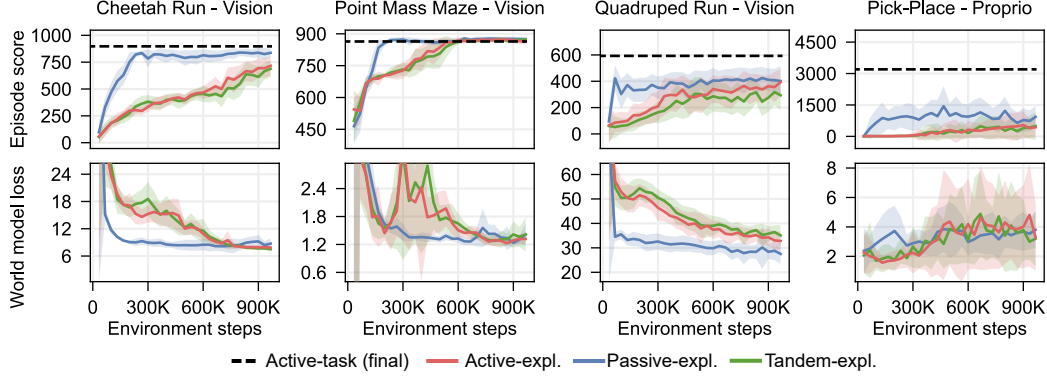 Cheetah Run - Vision
Point Mass Maze - Vision
Quadruped Run - Vision
Pick-Place - Proprio
Episode score
1000
750
500
250
0
900
750
600
450
600
400
200
0
4500
3000
1500
0
World model loss
24
18
12
6
2.4
1.8
1.2
0.6
60
50
40
30
20
8
6
4
2
0 300K 600K 900K
0 300K 600K 900K
0 300K 600K 900K
0 300K 600K 900K
Environment steps
Environment steps
Environment steps
Environment steps
Active-task (final) Active-expl. Passive-expl. Tandem-expl.